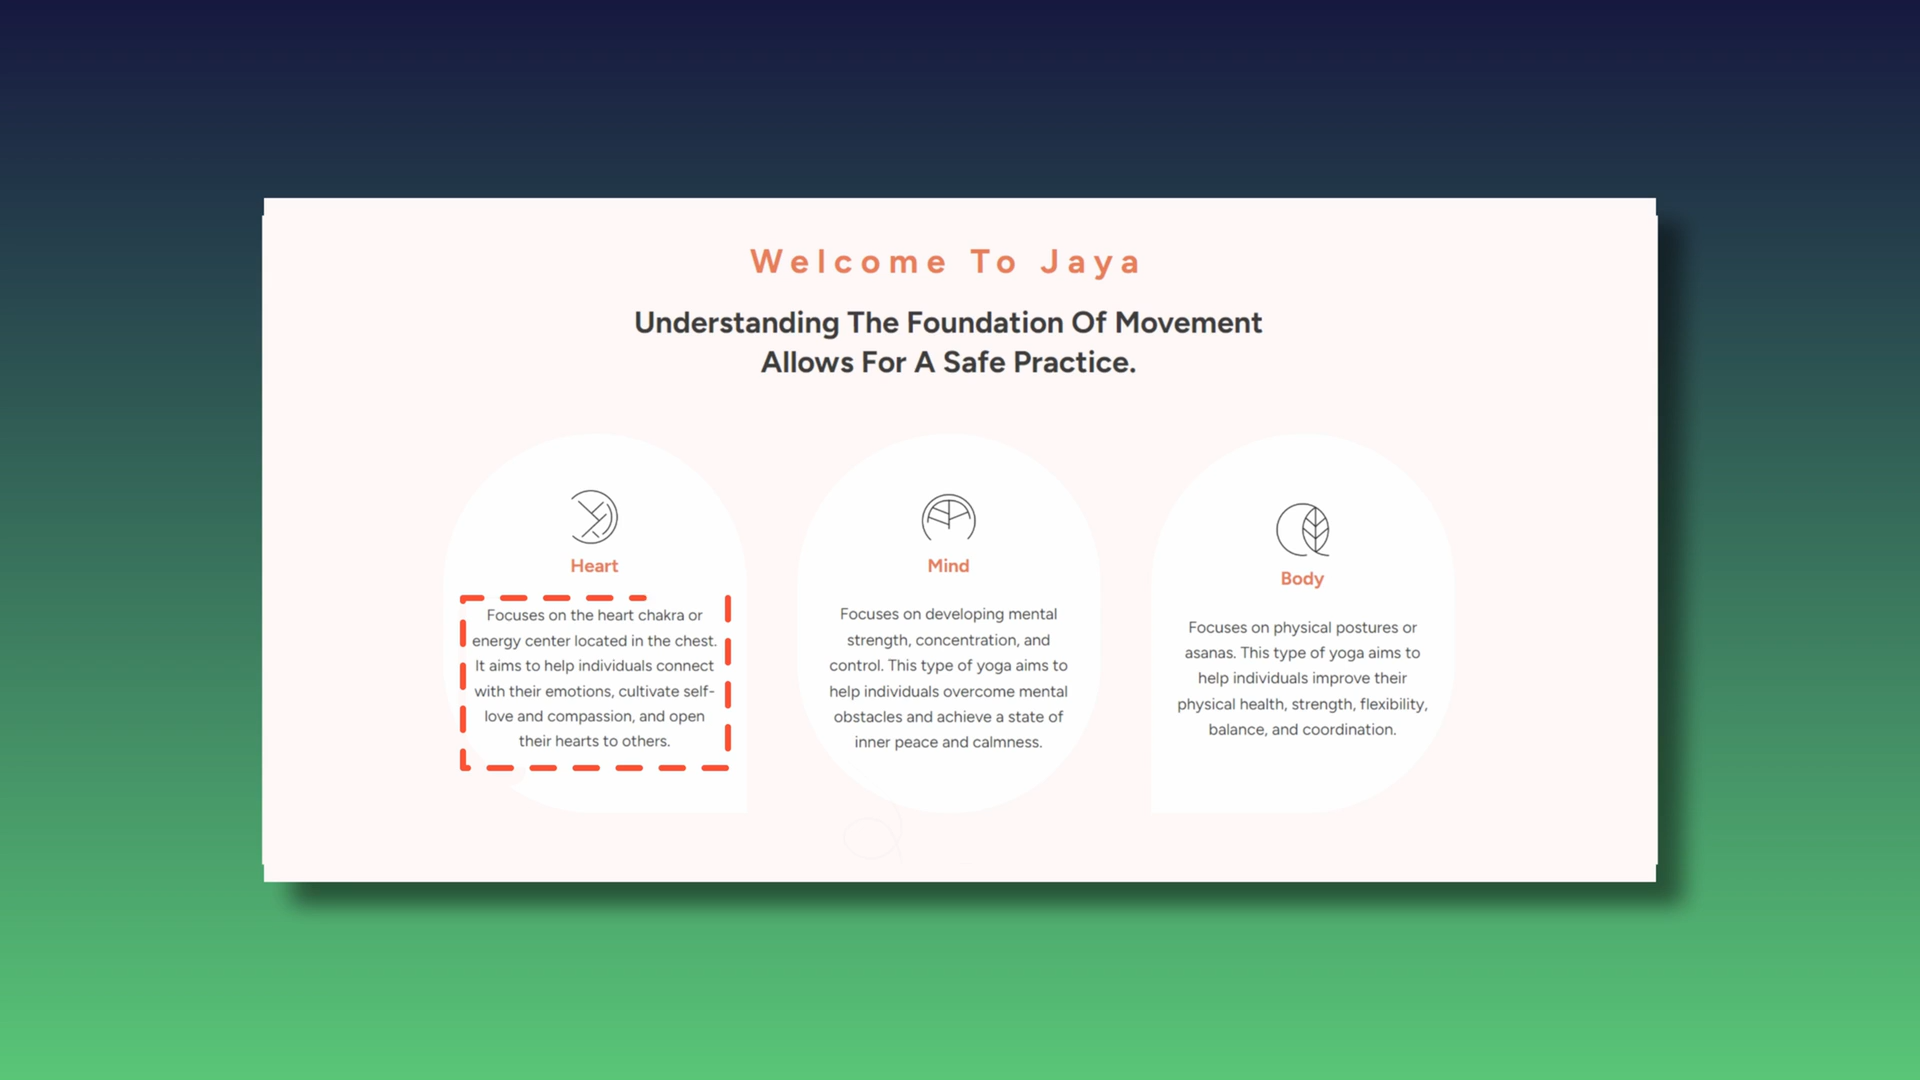 Welcome To Jaya
Understanding The Foundation Of Movement
Allows For A Safe Practice.
Heart
Focuses on the heart chakra or
energy center located in the chest.
It aims to help individuals connect
with their emotions, cultivate self-
love and compassion, and open
their hearts to others.
Mind
Focuses on developing mental
strength, concentration, and
control. This type of yoga aims to
help individuals overcome mental
obstacles and achieve a state of
inner peace and calmness.
Body
Focuses on physical postures or
asanas. This type of yoga aims to
help individuals improve their
physical health, strength, flexibility,
balance, and coordination.